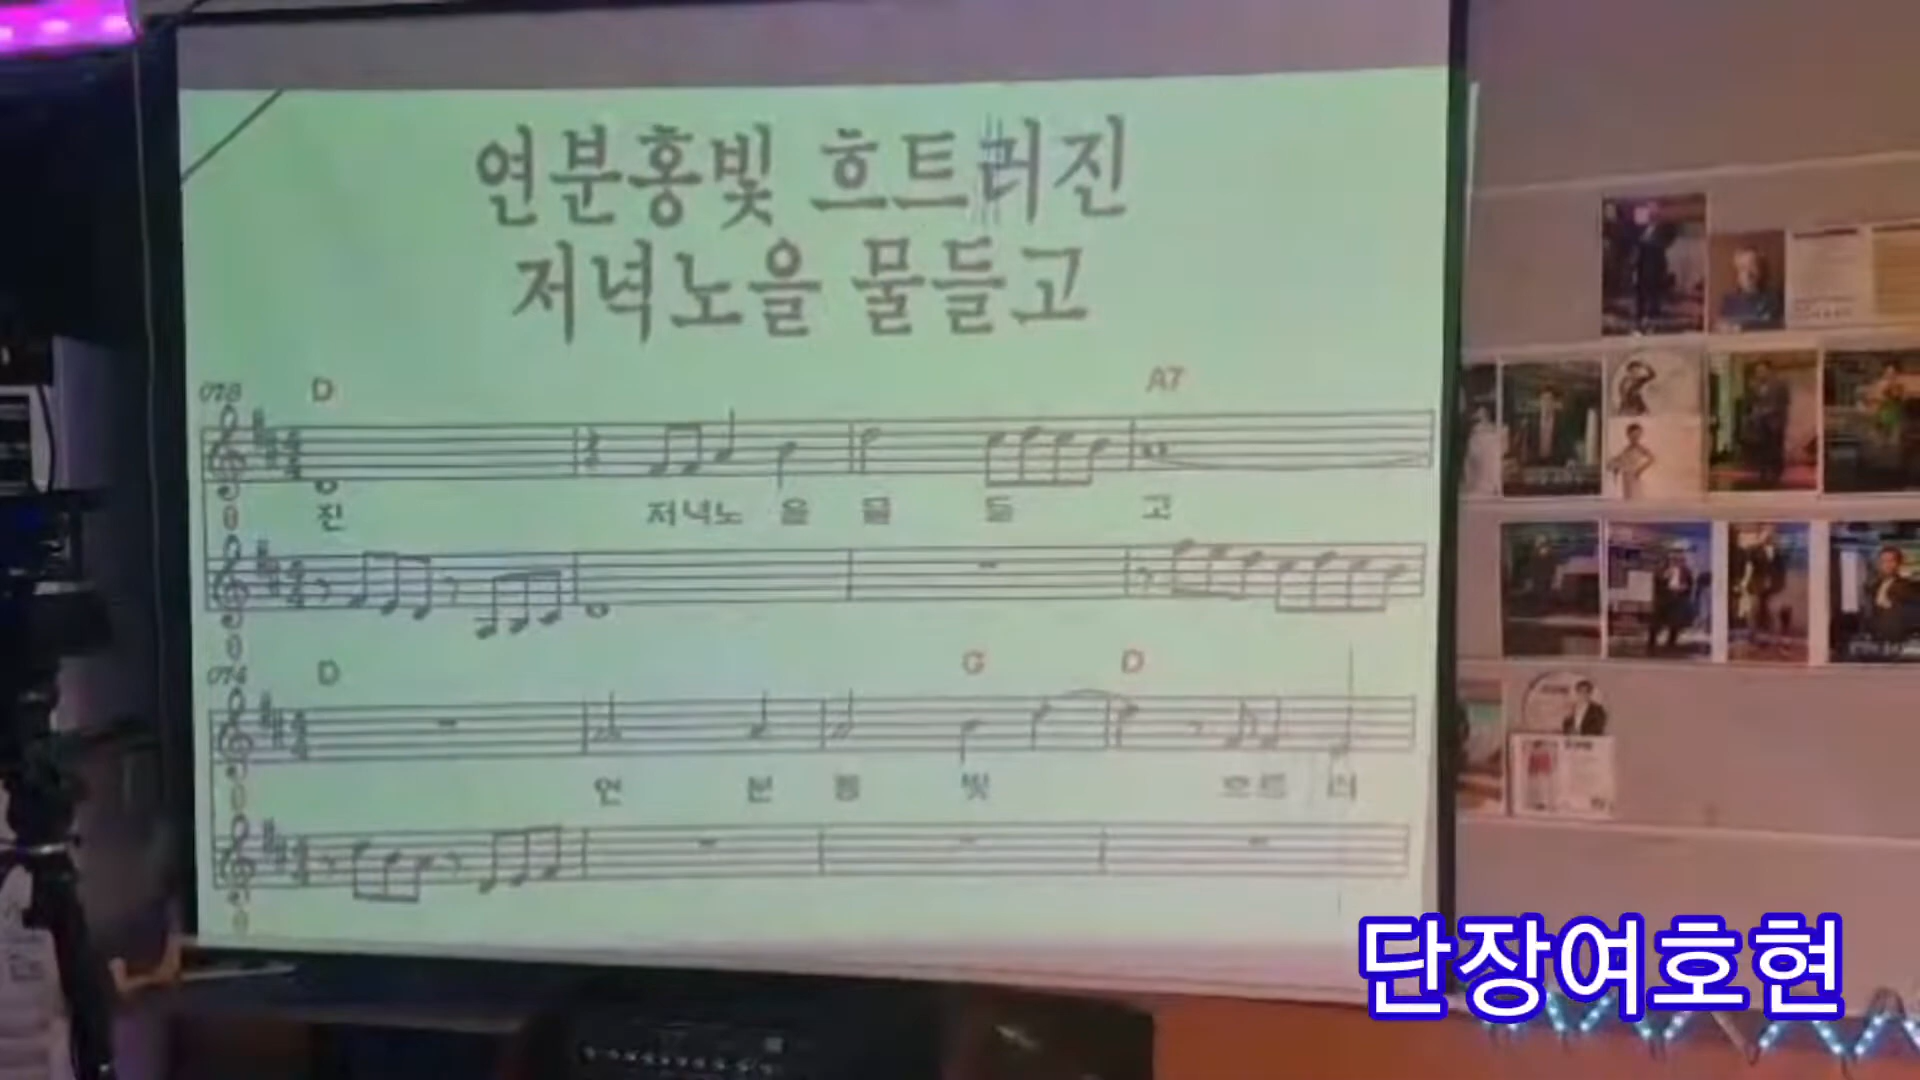 연분홍빛 흐트러진
저녁노을 물들고
D A7
진 저녁노 을 물 들 고
D G D
연 분 홍 빛 흐트 러
단장여호현